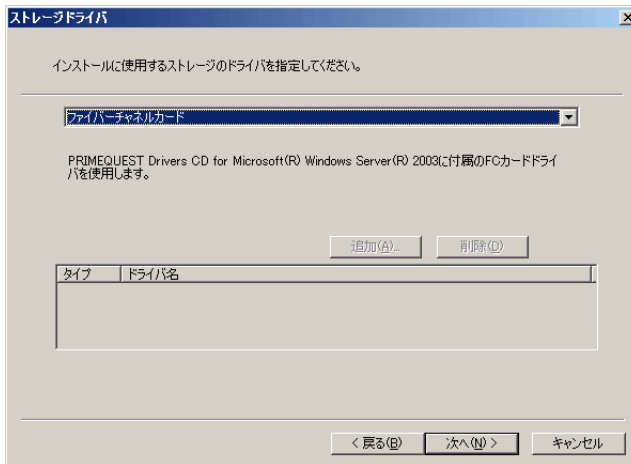 ストレージドライバ
インストールに使用するストレージのドライバを指定してください。
ファイバーチャネルカード
PRIMEQUEST Drivers CD for Microsoft(R) Windows Server(R) 2003に付属のFCカードドライ
バを使用します。
追加(A)... 削除(D)
タイプ ドライバ名
< 戻る(B) 次へ(N) > キャンセル